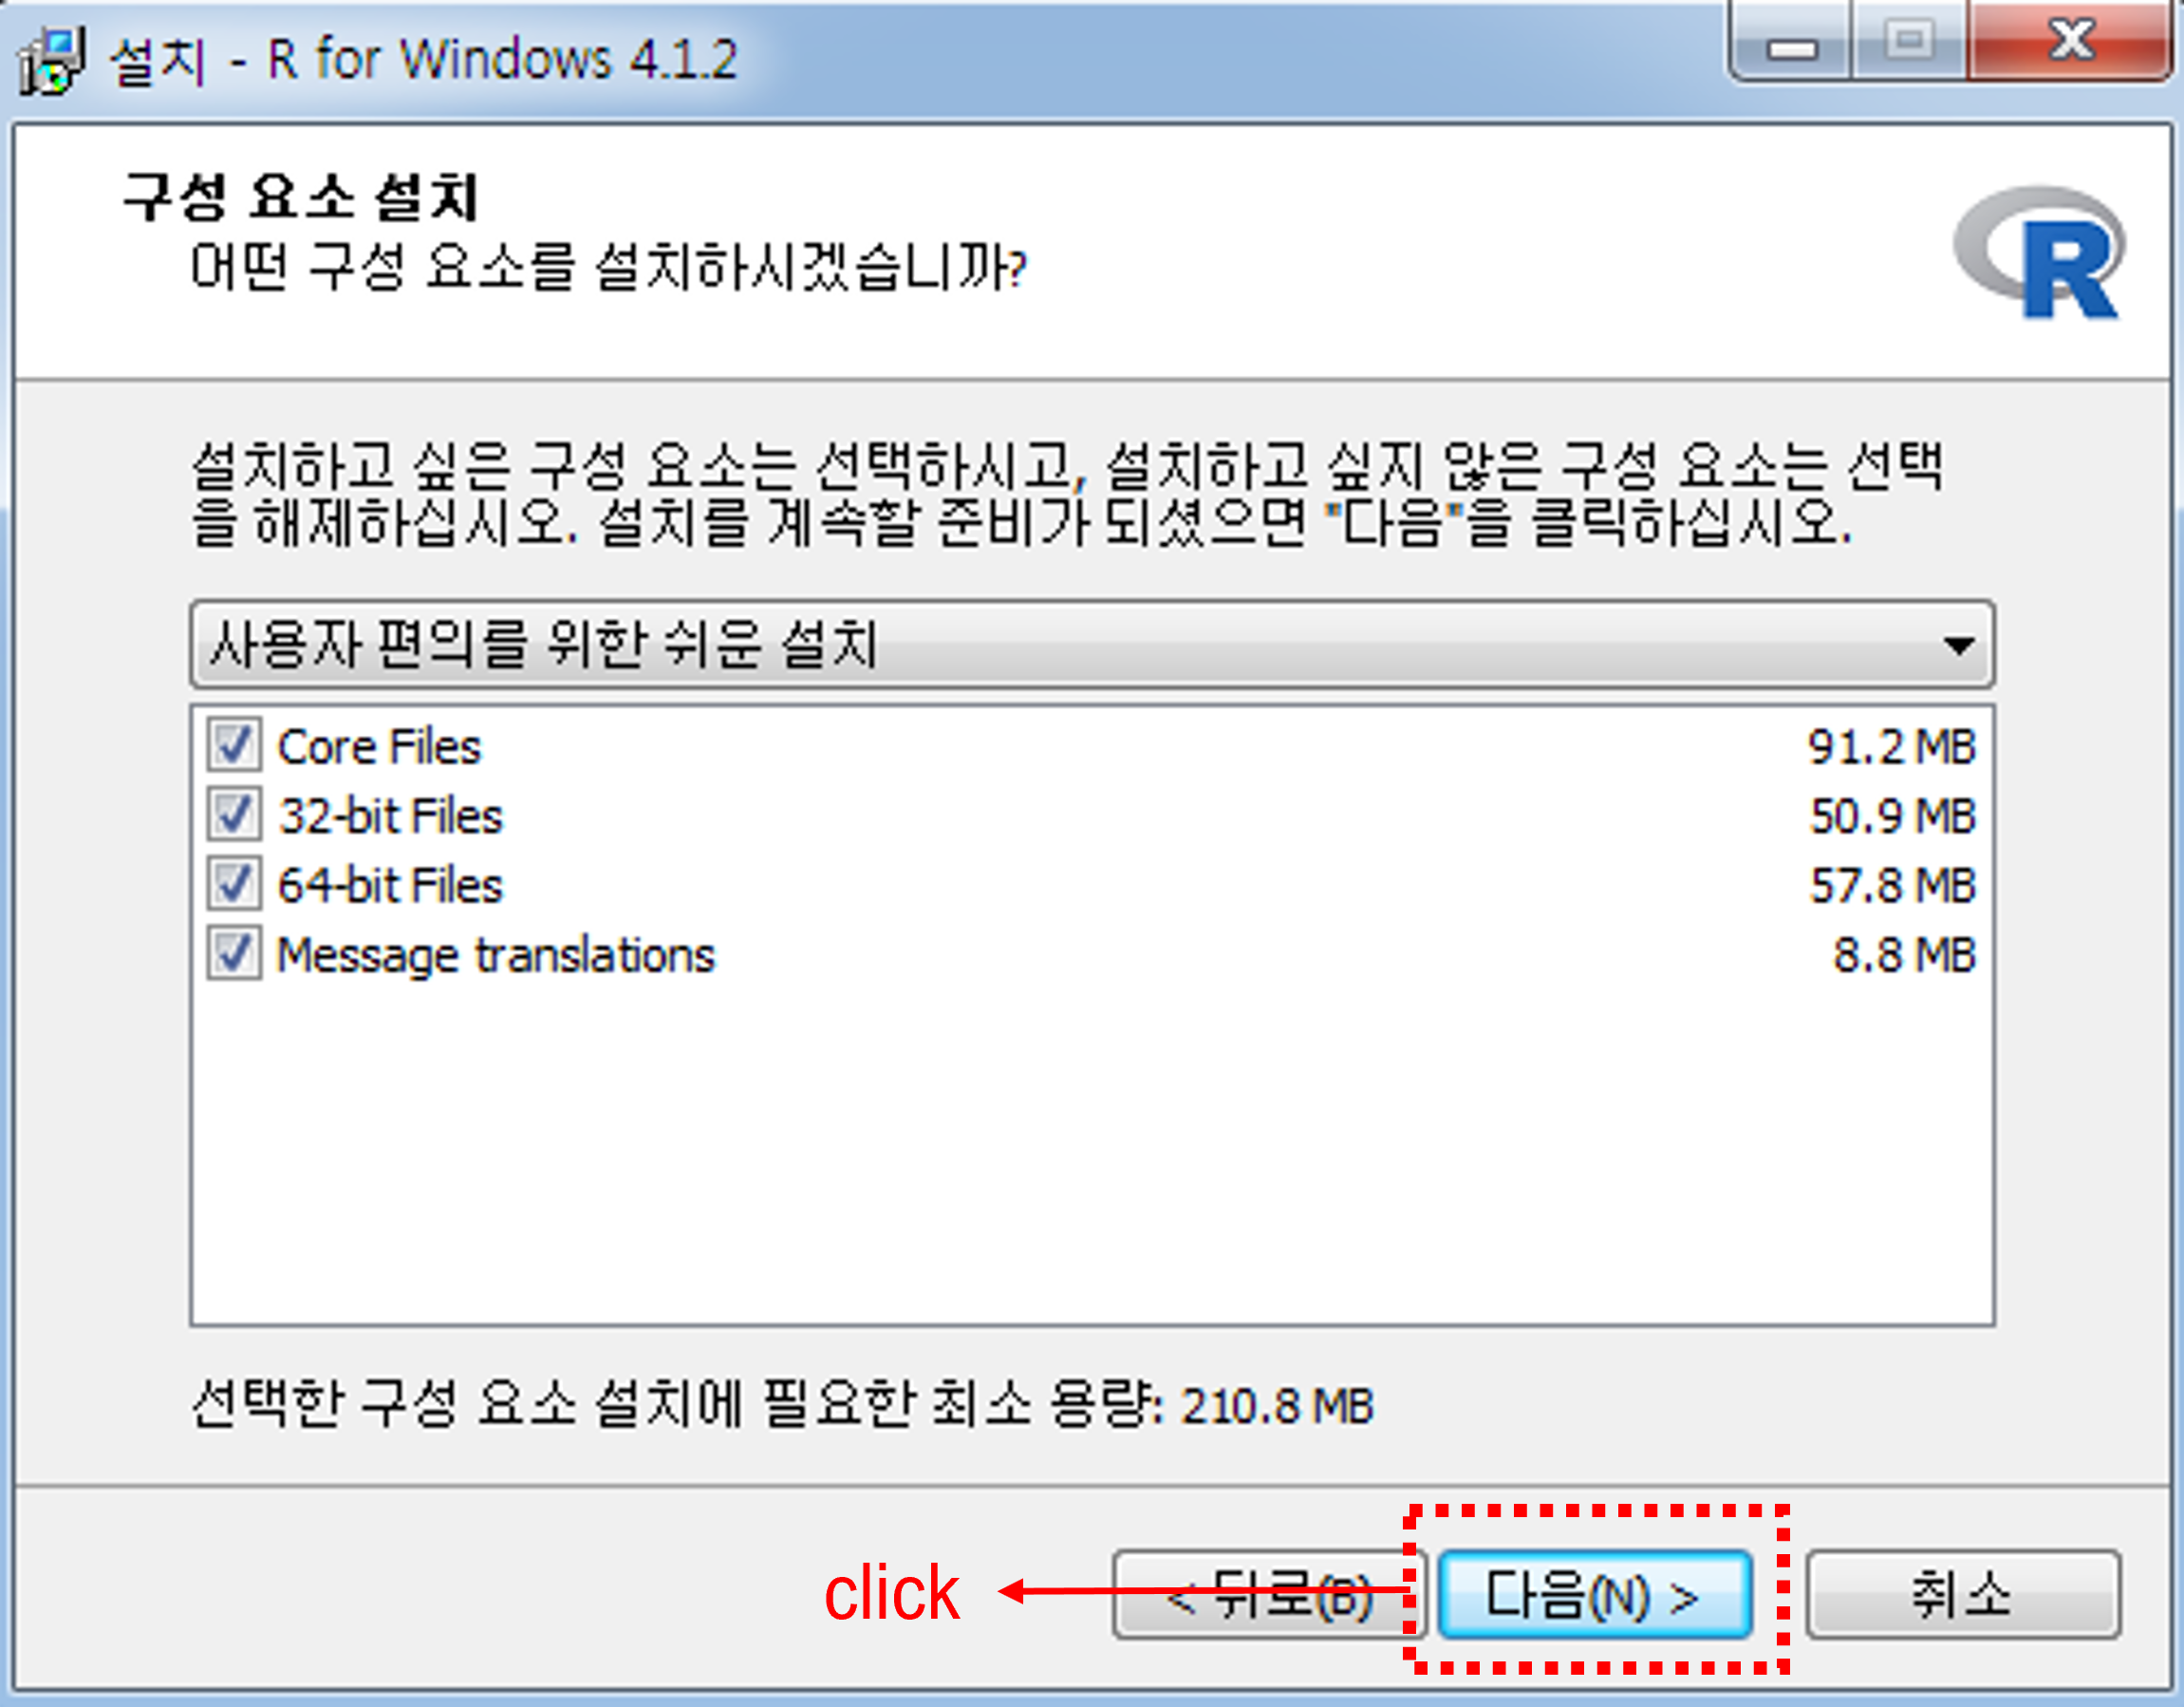 설치 - R for Windows 4.1.2
구성 요소 설치
어떤 구성 요소를 설치하시겠습니까?
R
설치하고 싶은 구성 요소는 선택하시고, 설치하고 싶지 않은 구성 요소는 선택
을 해제하십시오. 설치를 계속할 준비가 되셨으면 "다음"을 클릭하십시오.
사용자 편의를 위한 쉬운 설치
Core Files 91.2 MB
32-bit Files 50.9 MB
64-bit Files 57.8 MB
Message translations 8.8 MB
선택한 구성 요소 설치에 필요한 최소 용량: 210.8 MB
click < 뒤로(B) 다음(N) > 취소